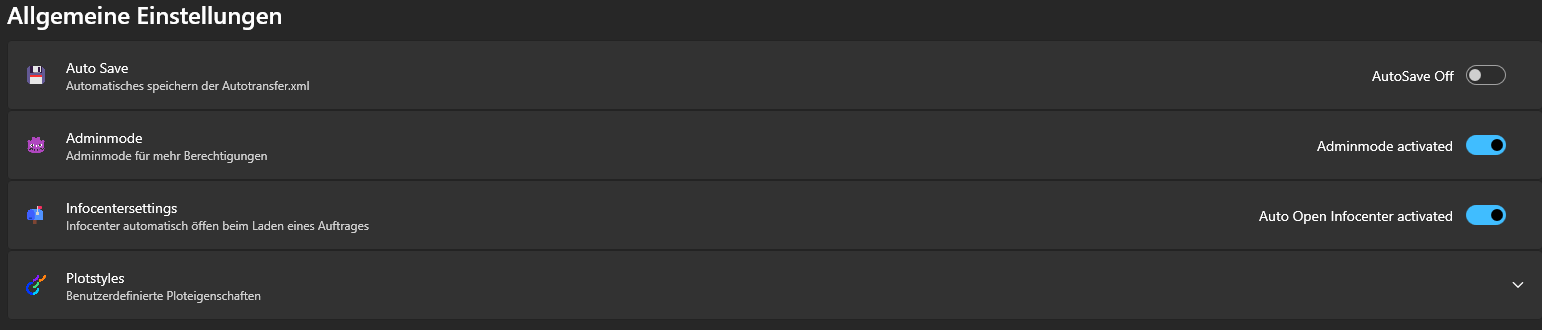 Allgemeine Einstellungen
Auto Save
Automatisches speichern der Autotransfer.xml
AutoSave Off
Adminmode
Adminmode für mehr Berechtigungen
Adminmode activated
Infocentersettings
Infocenter automatisch öffen beim Laden eines Auftrages
Auto Open Infocenter activated
Plotstyles
Benutzerdefinierte Ploteigenschaften